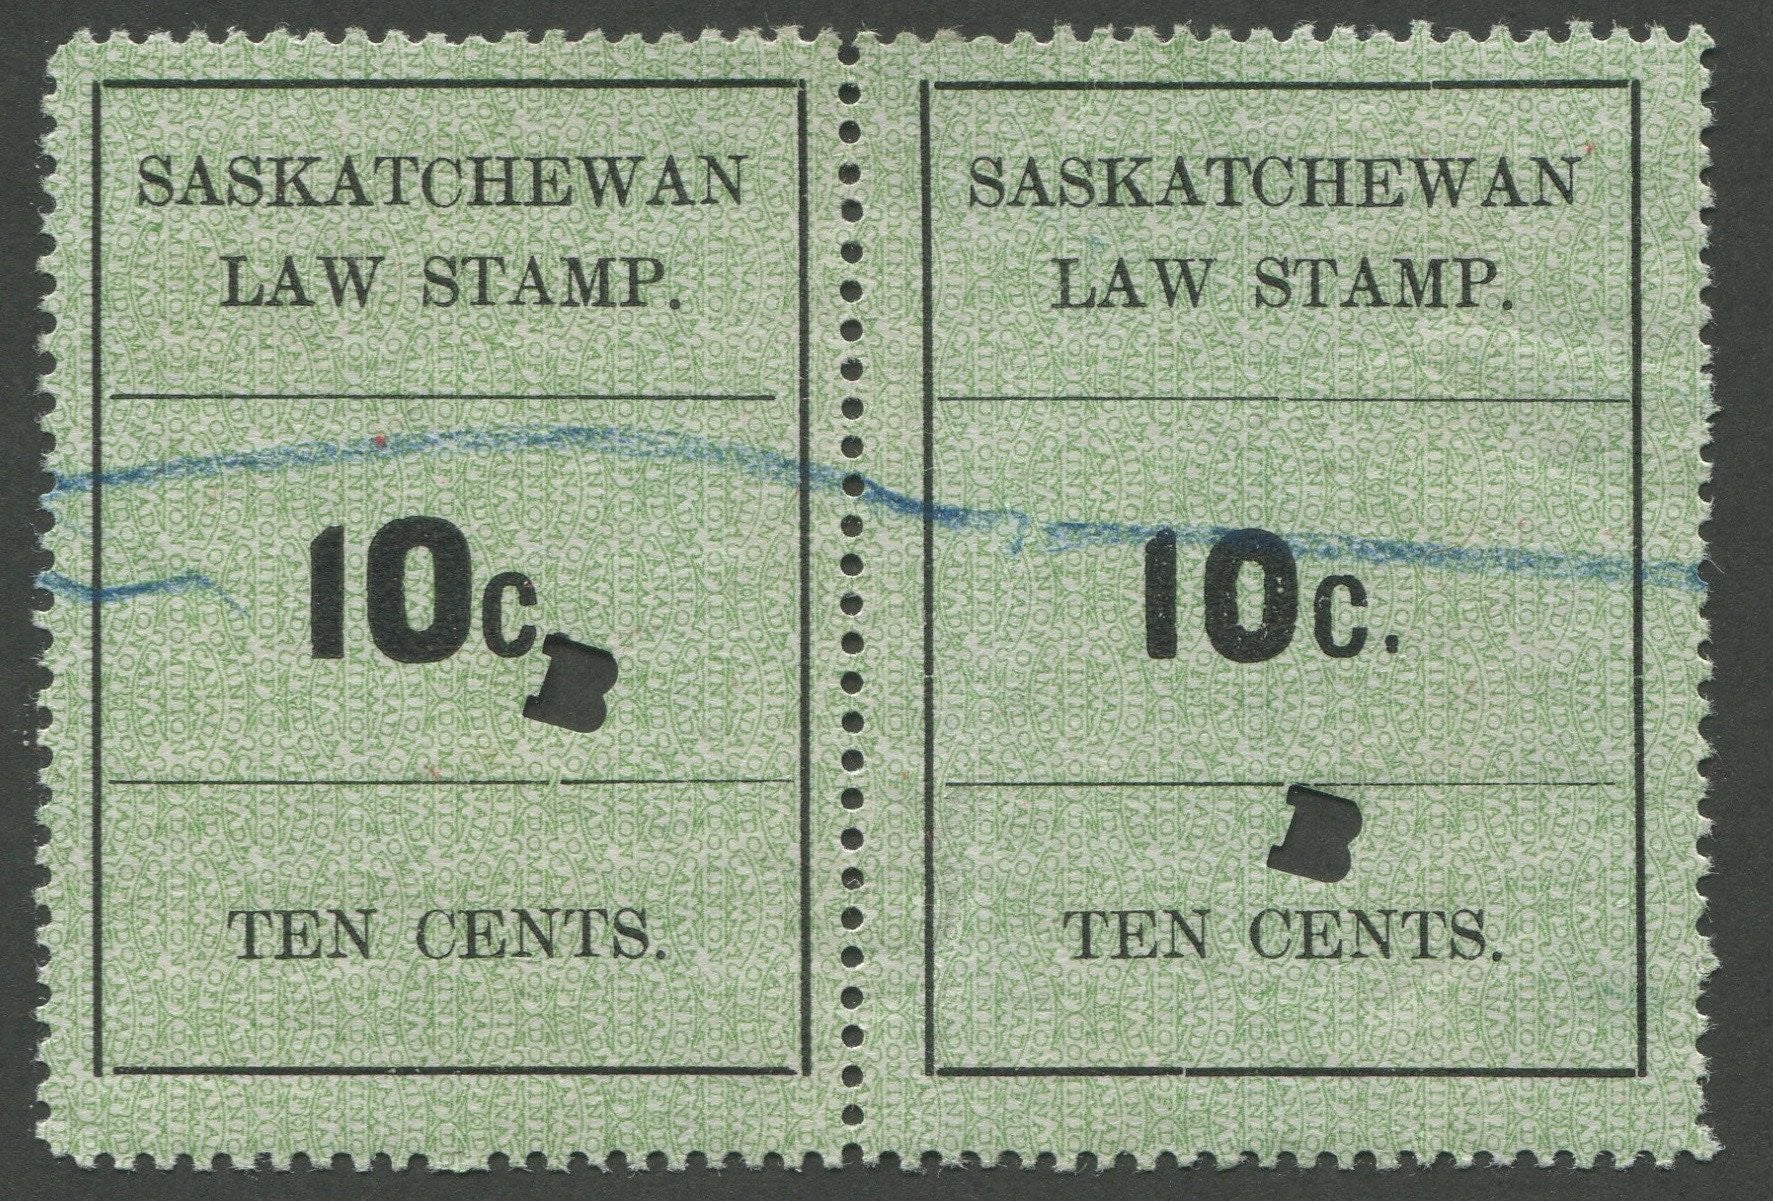 SASKATCHEWAN
LAW STAMP.
10c
B
TEN CENTS.
SASKATCHEWAN
LAW STAMP.
10c.
B
TEN CENTS.